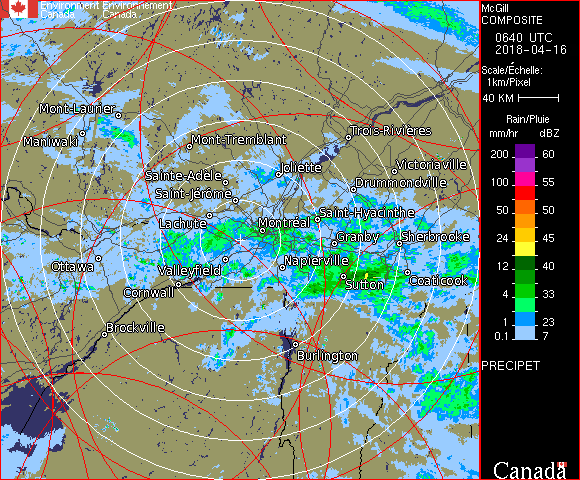 Environment Environnement
Canada Canada
McGill
COMPOSITE
0640 UTC
2018-04-16
Scale/Échelle:
1km/Pixel
40 KM
Rain/Pluie
mm/hr dBZ
200 60
100 55
50 50
24 45
12 40
4 33
1 23
0.1 7
PRECIPET
Canada
Mont-Laurier
Maniwaki
Mont-Tremblant
Trois-Rivières
Sainte-Adèle
Joliette
Victoriaville
Saint-Jérôme
Drummondville
Lachute
Montréal
Saint-Hyacinthe
Granby
Sherbrooke
Ottawa
Valleyfield
Napierville
Cornwall
Sutton
Coaticook
Brockville
Burlington